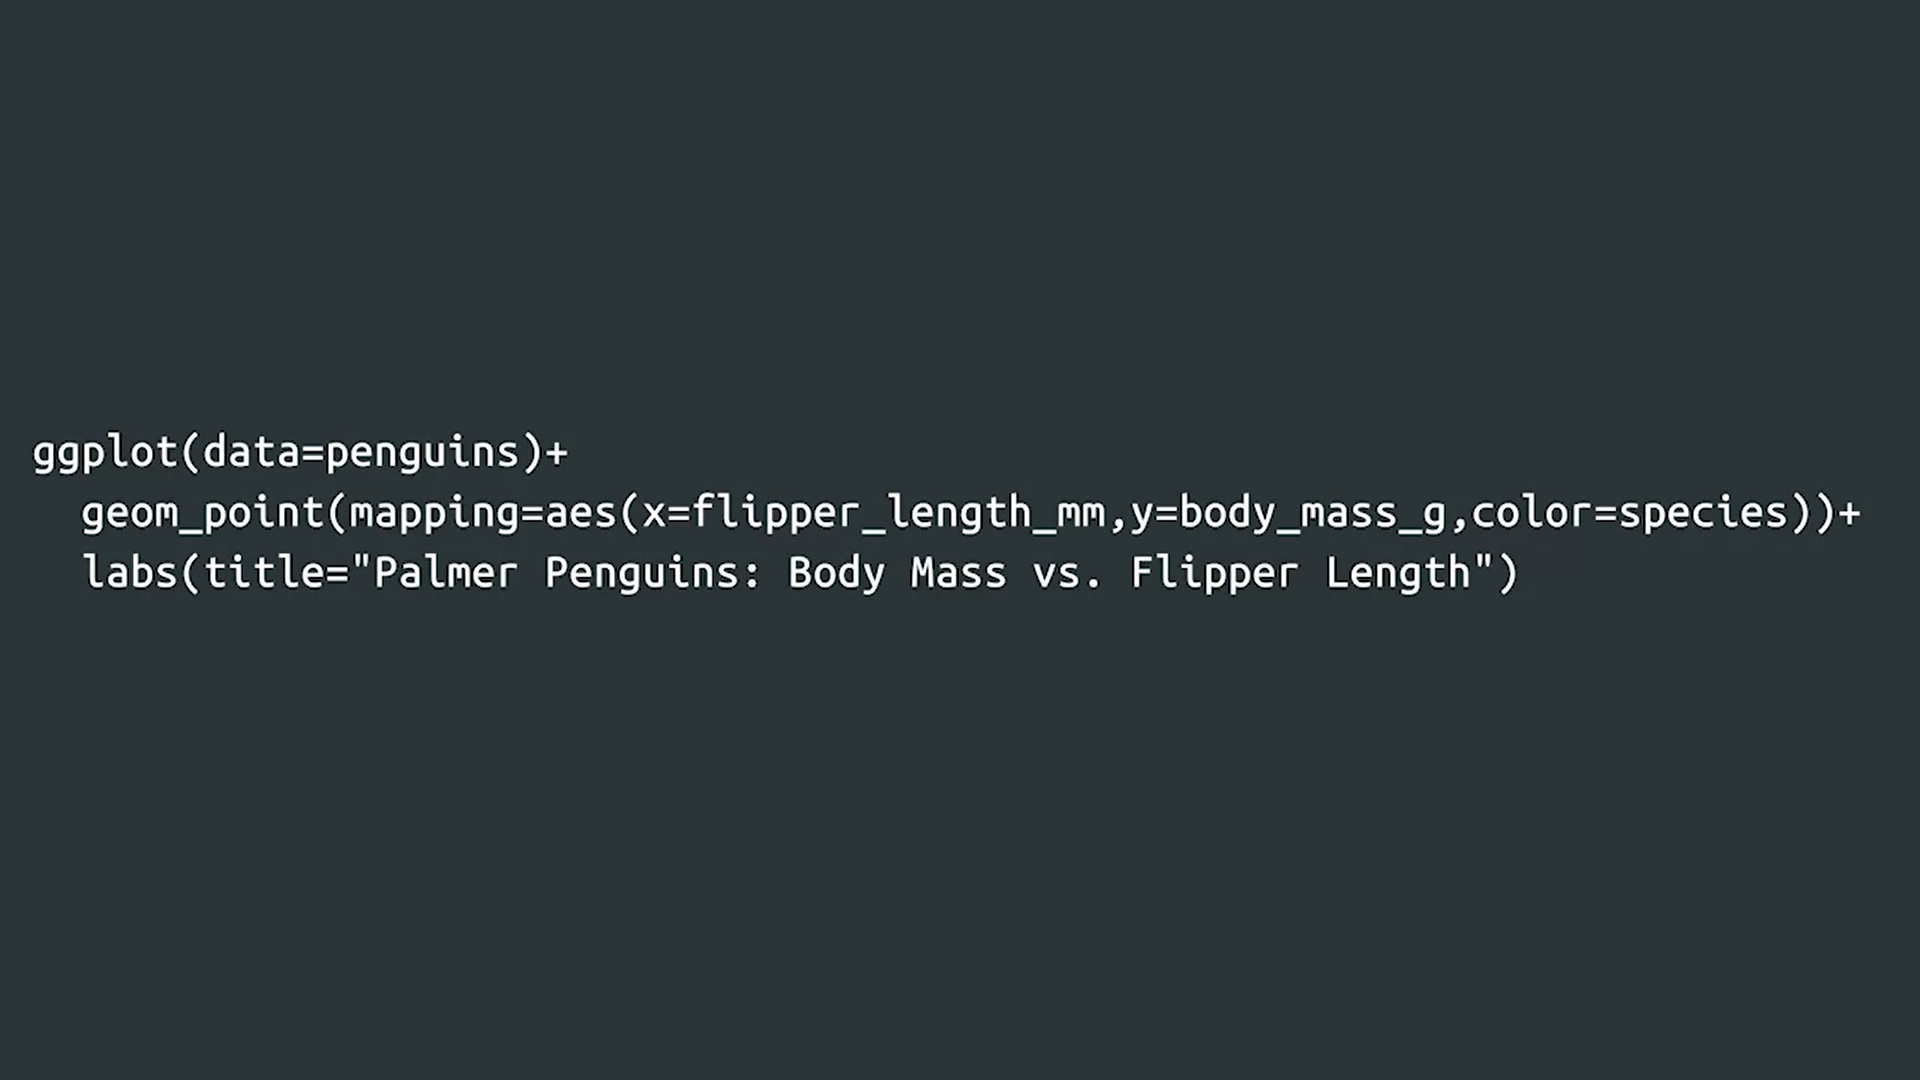 ggplot(data=penguins)+
  geom_point(mapping=aes(x=flipper_length_mm,y=body_mass_g,color=species))+
  labs(title="Palmer Penguins: Body Mass vs. Flipper Length")